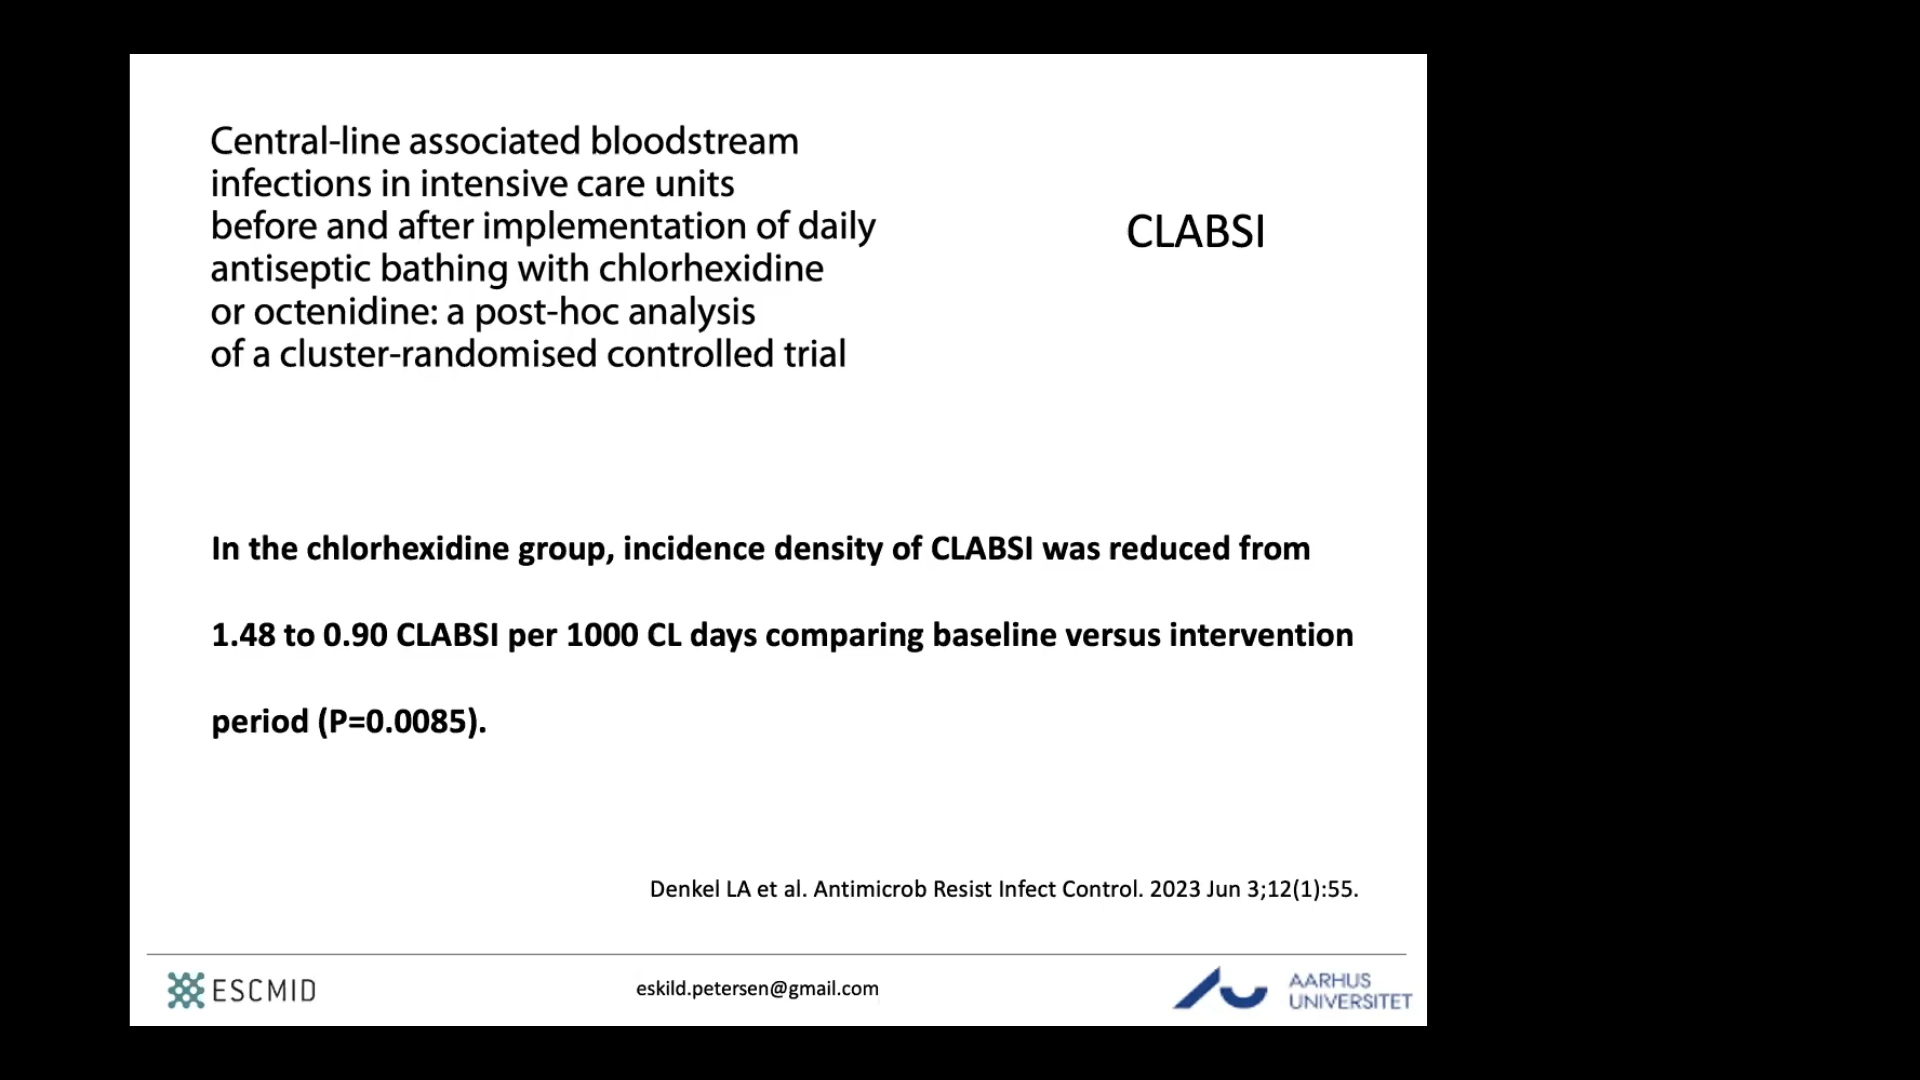 Central-line associated bloodstream
infections in intensive care units
before and after implementation of daily
antiseptic bathing with chlorhexidine
or octenidine: a post-hoc analysis
of a cluster-randomised controlled trial
CLABSI
In the chlorhexidine group, incidence density of CLABSI was reduced from
1.48 to 0.90 CLABSI per 1000 CL days comparing baseline versus intervention
period (P=0.0085).
Denkel LA et al. Antimicrob Resist Infect Control. 2023 Jun 3;12(1):55.
ESCMID
eskild.petersen@gmail.com
AARHUS
UNIVERSITET